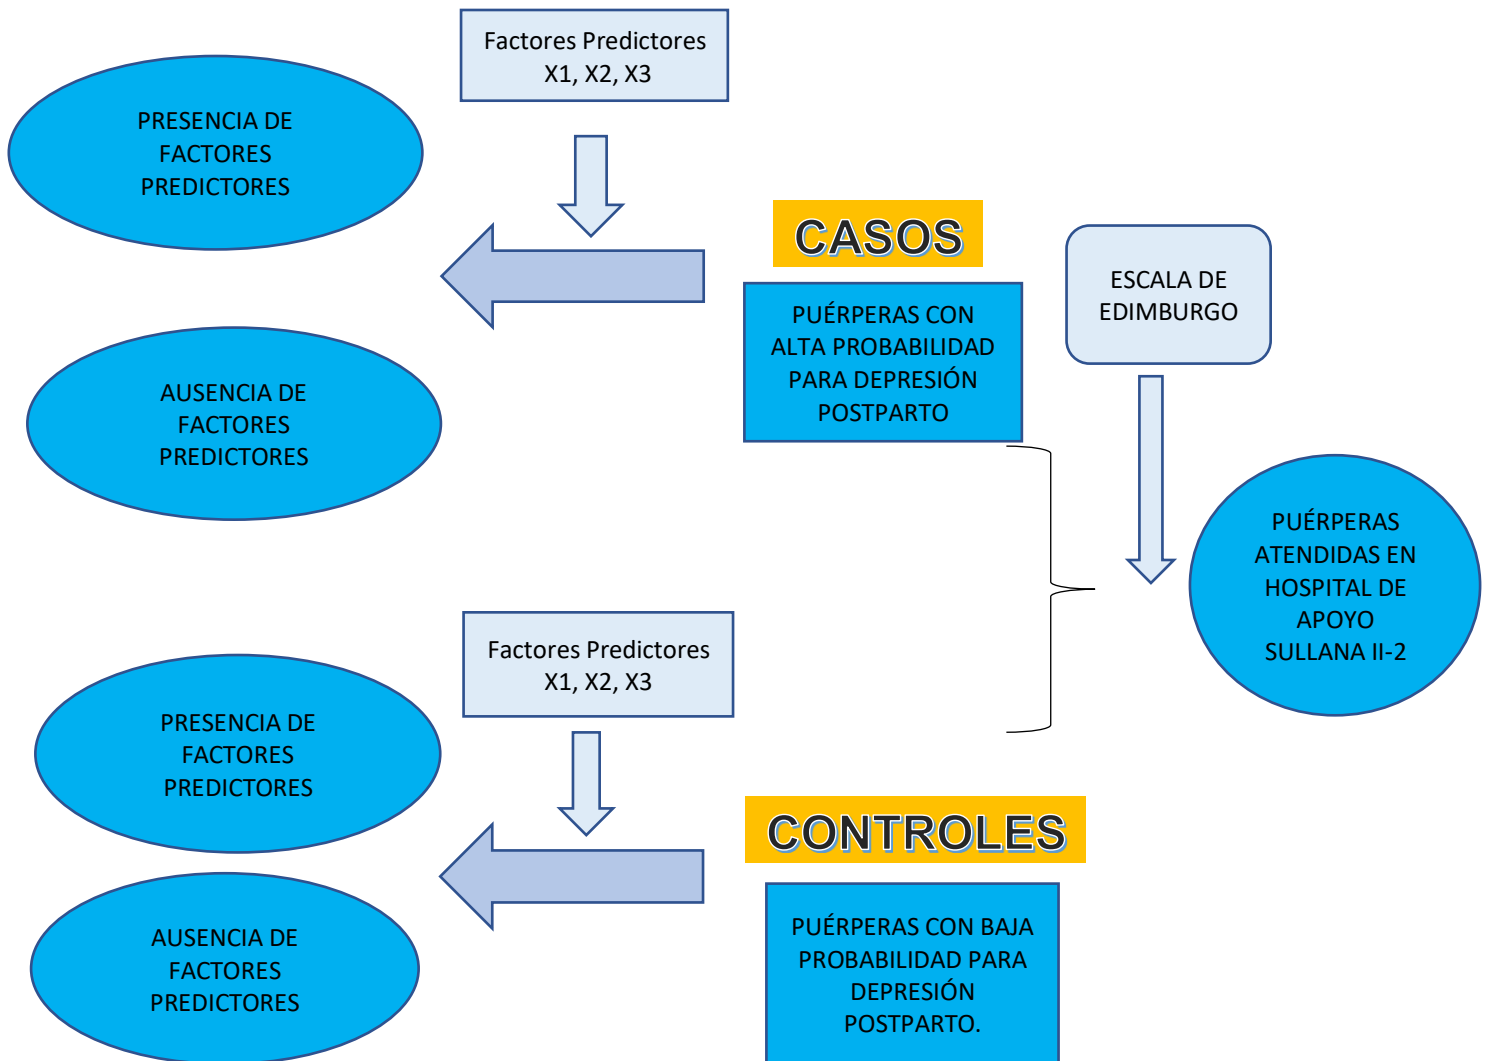 Factores Predictores
X1, X2, X3
PRESENCIA DE
FACTORES
PREDICTORES
CASOS
ESCALA DE
EDIMBURGO
PUÉRPERAS CON
ALTA PROBABILIDAD
PARA DEPRESIÓN
POSTPARTO
AUSENCIA DE
FACTORES
PREDICTORES
PUÉRPERAS
ATENDIDAS EN
HOSPITAL DE
APOYO
SULLANA II-2
Factores Predictores
X1, X2, X3
PRESENCIA DE
FACTORES
PREDICTORES
CONTROLES
PUÉRPERAS CON BAJA
PROBABILIDAD PARA
DEPRESIÓN
POSTPARTO.
AUSENCIA DE
FACTORES
PREDICTORES